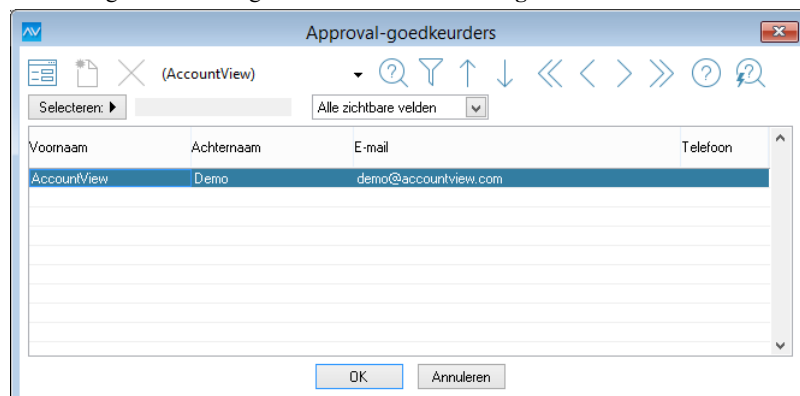 Approval-goedkeurders
(AccountView)
Selecteren: Alle zichtbare velden
Voornaam Achternaam E-mail Telefoon
AccountView Demo demo@accountview.com
OK Annuleren